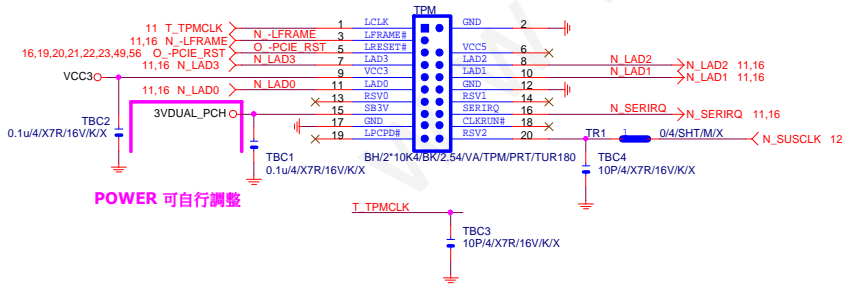 TPM
11 T_TPMCLK 1 LCLK GND 2
11,16 N_-LFRAME N_-LFRAME 3 LFRAME#
16,19,20,21,22,23,49,56 O_-PCIE_RST O_-PCIE_RST 5 LRESET# VCC5 6
11,16 N_LAD3 N_LAD3 7 LAD3 LAD2 8 N_LAD2 N_LAD2 11,16
VCC3 9 VCC3 LAD1 10 N_LAD1 N_LAD1 11,16
11,16 N_LAD0 N_LAD0 11 LAD0 GND 12
13 RSV0 RSV1 14
3VDUAL_PCH 15 SB3V SERIRQ 16 N_SERIRQ N_SERIRQ 11,16
17 GND CLKRUN# 18
19 LPCPD# RSV2 20 TR1 1 0/4/SHT/M/X N_SUSCLK 12
BH/2*10K4/BK/2.54/VA/TPM/PRT/TUR180
TBC2
0.1u/4/X7R/16V/K/X
TBC1
0.1u/4/X7R/16V/K/X
TBC4
10P/4/X7R/16V/K/X
POWER 可自行調整
T_TPMCLK
TBC3
10P/4/X7R/16V/K/X